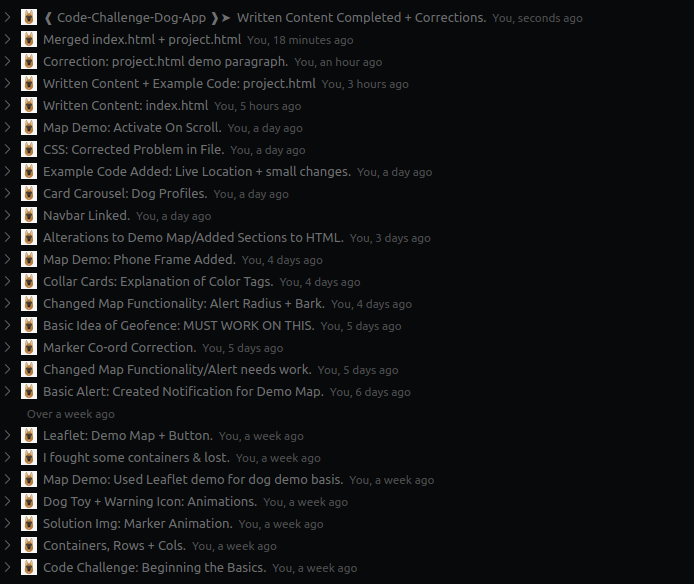 ❰ Code-Challenge-Dog-App ❱➤ Written Content Completed + Corrections. You, seconds ago
Merged index.html + project.html You, 18 minutes ago
Correction: project.html demo paragraph. You, an hour ago
Written Content + Example Code: project.html You, 3 hours ago
Written Content: index.html You, 5 hours ago
Map Demo: Activate On Scroll. You, a day ago
CSS: Corrected Problem in File. You, a day ago
Example Code Added: Live Location + small changes. You, a day ago
Card Carousel: Dog Profiles. You, a day ago
Navbar Linked. You, a day ago
Alterations to Demo Map/Added Sections to HTML. You, 3 days ago
Map Demo: Phone Frame Added. You, 4 days ago
Collar Cards: Explanation of Color Tags. You, 4 days ago
Changed Map Functionality: Alert Radius + Bark. You, 4 days ago
Basic Idea of Geofence: MUST WORK ON THIS. You, 5 days ago
Marker Co-ord Correction. You, 5 days ago
Changed Map Functionality/Alert needs work. You, 5 days ago
Basic Alert: Created Notification for Demo Map. You, 6 days ago
Over a week ago
Leaflet: Demo Map + Button. You, a week ago
I fought some containers & lost. You, a week ago
Map Demo: Used Leaflet demo for dog demo basis. You, a week ago
Dog Toy + Warning Icon: Animations. You, a week ago
Solution Img: Marker Animation. You, a week ago
Containers, Rows + Cols. You, a week ago
Code Challenge: Beginning the Basics. You, a week ago